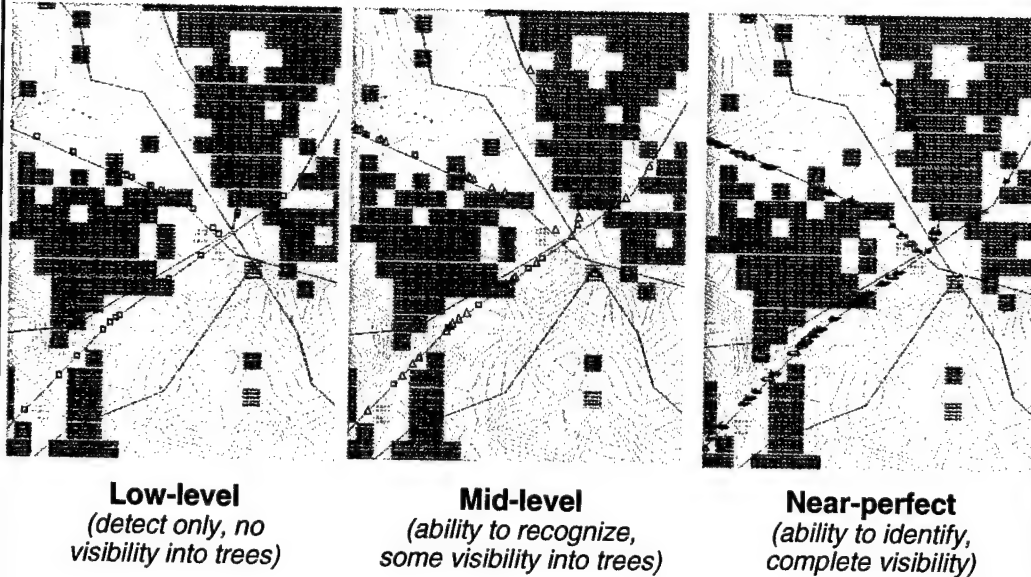 Low-level
(detect only, no
visibility into trees)
Mid-level
(ability to recognize,
some visibility into trees)
Near-perfect
(ability to identify,
complete visibility)